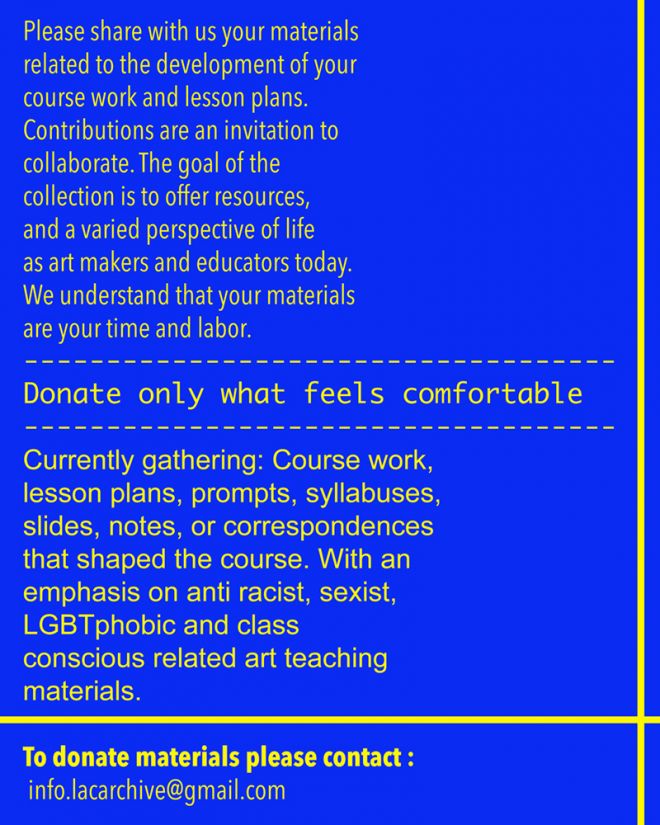 Please share with us your materials
related to the development of your
course work and lesson plans.
Contributions are an invitation to
collaborate. The goal of the
collection is to offer resources,
and a varied perspective of life
as art makers and educators today.
We understand that your materials
are your time and labor.
------------------------------------
Donate only what feels comfortable
------------------------------------
Currently gathering: Course work,
lesson plans, prompts, syllabuses,
slides, notes, or correspondences
that shaped the course. With an
emphasis on anti racist, sexist,
LGBTphobic and class
conscious related art teaching
materials.
To donate materials please contact :
info.lacarchive@gmail.com